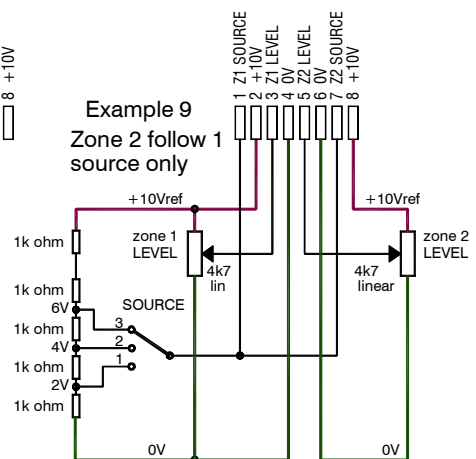 8 +10V
1 Z1 SOURCE
2 +10V
3 Z1 LEVEL
4 0V
5 Z2 LEVEL
6 0V
7 Z2 SOURCE
8 +10V
Example 9
Zone 2 follow 1
source only
+10Vref
+10Vref
1k ohm
zone 1
LEVEL
zone 2
LEVEL
4k7
lin
4k7
linear
1k ohm
6V
SOURCE
1k ohm
3
4V
2
1k ohm
1
2V
1k ohm
0V
0V